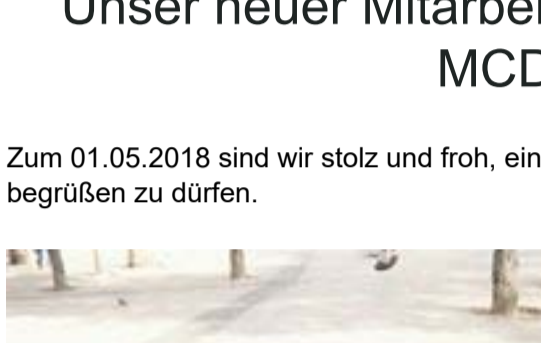 Unser neuer Mitarbei
MCD
Zum 01.05.2018 sind wir stolz und froh, ein
begrüßen zu dürfen.